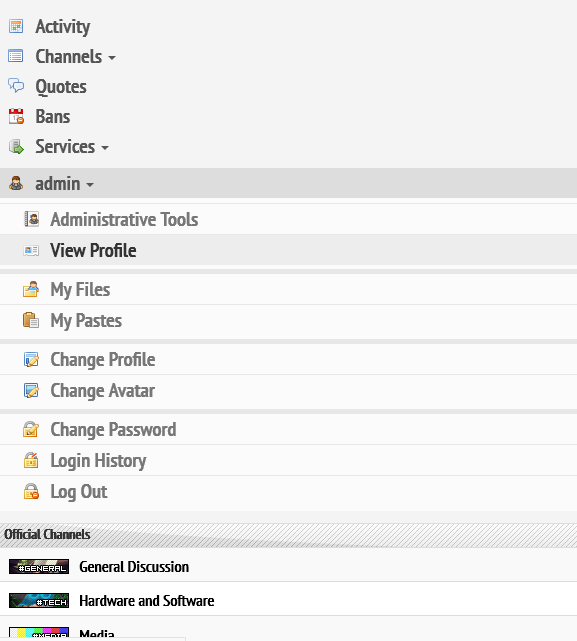 Activity
Channels
Quotes
Bans
Services
admin
Administrative Tools
View Profile
My Files
My Pastes
Change Profile
Change Avatar
Change Password
Login History
Log Out
Official Channels
#GENERAL General Discussion
#TECH Hardware and Software
#MEDIA Media